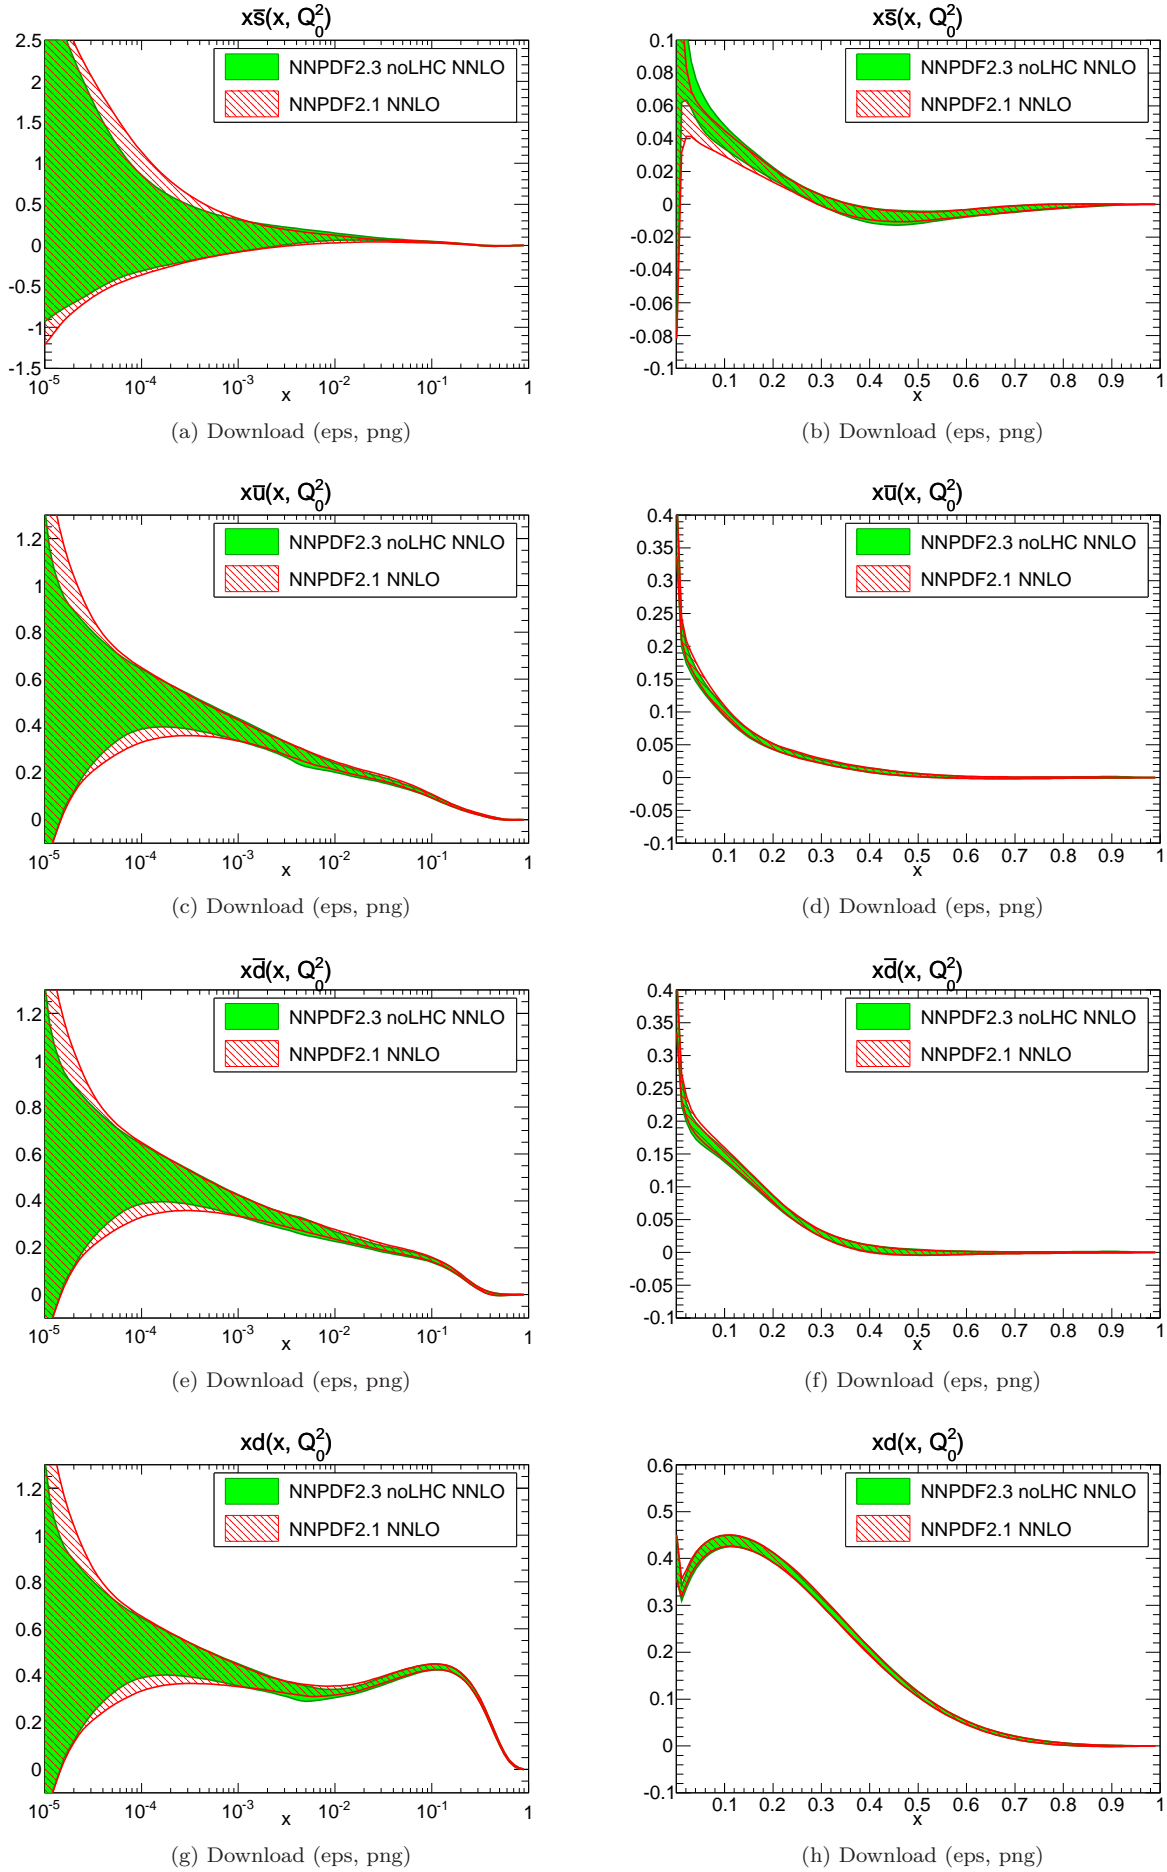 xs̄(x, Q₀²)
2.5
2
1.5
1
0.5
0
-0.5
-1
-1.5
NNPDF2.3 noLHC NNLO
NNPDF2.1 NNLO
10⁻⁵ 10⁻⁴ 10⁻³ 10⁻² 10⁻¹ 1
x
(a) Download (eps, png)
xs̄(x, Q₀²)
0.1
0.08
0.06
0.04
0.02
0
-0.02
-0.04
-0.06
-0.08
-0.1
NNPDF2.3 noLHC NNLO
NNPDF2.1 NNLO
0.1 0.2 0.3 0.4 0.5 0.6 0.7 0.8 0.9 1
x
(b) Download (eps, png)
xū(x, Q₀²)
1.2
1
0.8
0.6
0.4
0.2
0
NNPDF2.3 noLHC NNLO
NNPDF2.1 NNLO
10⁻⁵ 10⁻⁴ 10⁻³ 10⁻² 10⁻¹ 1
x
(c) Download (eps, png)
xū(x, Q₀²)
0.4
0.35
0.3
0.25
0.2
0.15
0.1
0.05
0
-0.05
-0.1
NNPDF2.3 noLHC NNLO
NNPDF2.1 NNLO
0.1 0.2 0.3 0.4 0.5 0.6 0.7 0.8 0.9 1
x
(d) Download (eps, png)
xd̄(x, Q₀²)
1.2
1
0.8
0.6
0.4
0.2
0
NNPDF2.3 noLHC NNLO
NNPDF2.1 NNLO
10⁻⁵ 10⁻⁴ 10⁻³ 10⁻² 10⁻¹ 1
x
(e) Download (eps, png)
xd̄(x, Q₀²)
0.4
0.35
0.3
0.25
0.2
0.15
0.1
0.05
0
-0.05
-0.1
NNPDF2.3 noLHC NNLO
NNPDF2.1 NNLO
0.1 0.2 0.3 0.4 0.5 0.6 0.7 0.8 0.9 1
x
(f) Download (eps, png)
xd(x, Q₀²)
1.2
1
0.8
0.6
0.4
0.2
0
NNPDF2.3 noLHC NNLO
NNPDF2.1 NNLO
10⁻⁵ 10⁻⁴ 10⁻³ 10⁻² 10⁻¹ 1
x
(g) Download (eps, png)
xd(x, Q₀²)
0.6
0.5
0.4
0.3
0.2
0.1
0
-0.1
NNPDF2.3 noLHC NNLO
NNPDF2.1 NNLO
0.1 0.2 0.3 0.4 0.5 0.6 0.7 0.8 0.9 1
x
(h) Download (eps, png)